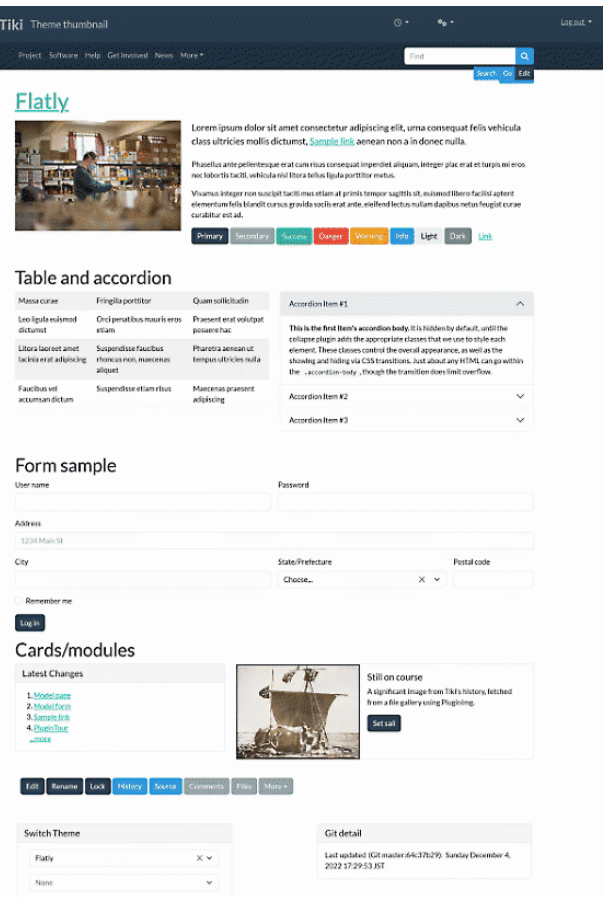 Tiki Theme thumbnail
Log out
Project Software Help Get Involved News More
Find
Search Go Edit
Flatly
Lorem ipsum dolor sit amet consectetur adipiscing elit, urna consequat felis vehicula
class ultricies mollis dictumst, Sample link aenean non a in donec nulla.
Phasellus ante pellentesque erat cum risus consequat imperdiet aliquam, integer placerat et turpis mi eros
nec lobortis taciti, vehicula nisl litora tellus ligula porttitor metus.
Vivamus integer non suscipit taciti mus etiam at primis tempor sagittis sit, euismod libero facilisi aptent
elementum felis blandit cursus gravida sociis erat ante, eleifend lectus nullam dapibus netus feugiat curae
curabitur est ad.
Primary Secondary Success Danger Warning Info Light Dark Link
Table and accordion
Massa curae Fringilla porttitor Quam sollicitudin
Leo ligula euismod Orci penatibus mauris eros Praesent erat volutpat
dictumst etiam posuere hac
Litora laoreet amet Suspendisse faucibus Pharetra aenean ut
lacinia erat adipiscing rhoncus non, maecenas tempus ultricies nulla
aliquet
Faucibus vel Suspendisse etiam risus Maecenas praesent
accumsan dictum adipiscing
Accordion Item #1
This is the first item's accordion body. It is hidden by default, until the
collapse plugin adds the appropriate classes that we use to style each
element. These classes control the overall appearance, as well as the
showing and hiding via CSS transitions. Just about any HTML can go within
the .accordion-body , though the transition does limit overflow.
Accordion Item #2
Accordion Item #3
Form sample
User name Password
Address
1234 Main St
City State/Prefecture Postal code
Choose...
Remember me
Log in
Cards/modules
Latest Changes
1. Model page
2. Model form
3. Sample link
4. PluginTour
...more
Still on course
A significant image from Tiki's history, fetched
from a file gallery using PluginImg.
Set sail
Edit Rename Lock History Source Comments Files More
Switch Theme
Flatly
None
Git detail
Last updated (Git master:64c37b29): Sunday December 4,
2022 17:29:53 JST